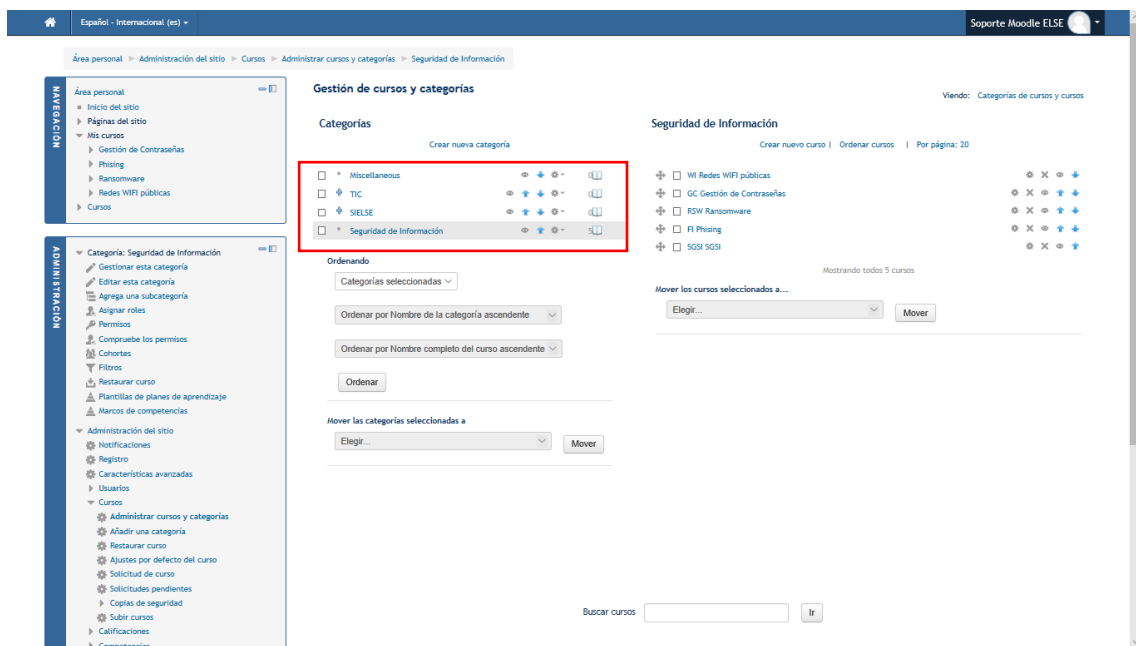 Español - Internacional (es)
Soporte Moodle ELSE
Área personal ► Administración del sitio ► Cursos ► Administrar cursos y categorías ► Seguridad de Información
NAVEGACIÓN
Área personal
Inicio del sitio
Páginas del sitio
Mis cursos
Gestión de Contraseñas
Phising
Ransomware
Redes WIFI públicas
Cursos
ADMINISTRACIÓN
Categoría: Seguridad de Información
Gestionar esta categoría
Editar esta categoría
Agrega una subcategoría
Asignar roles
Permisos
Compruebe los permisos
Cohortes
Filtros
Restaurar curso
Plantillas de planes de aprendizaje
Marcos de competencias
Administración del sitio
Notificaciones
Registro
Características avanzadas
Usuarios
Cursos
Administrar cursos y categorías
Añadir una categoría
Restaurar curso
Ajustes por defecto del curso
Solicitud de curso
Solicitudes pendientes
Copias de seguridad
Subir cursos
Calificaciones
Competencias
Gestión de cursos y categorías
Viendo: Categorías de cursos y cursos
Categorías
Crear nueva categoría
Miscellaneous 0
TIC 0
SIELSE 0
Seguridad de Información 5
Ordenando
Categorías seleccionadas
Ordenar por Nombre de la categoría ascendente
Ordenar por Nombre completo del curso ascendente
Ordenar
Mover las categorías seleccionadas a
Elegir... Mover
Seguridad de Información
Crear nuevo curso | Ordenar cursos | Por página: 20
WI Redes WIFI públicas
GC Gestión de Contraseñas
RSW Ransomware
FI Phising
SGSI SGSI
Mostrando todos 5 cursos
Mover los cursos seleccionados a...
Elegir... Mover
Buscar cursos Ir